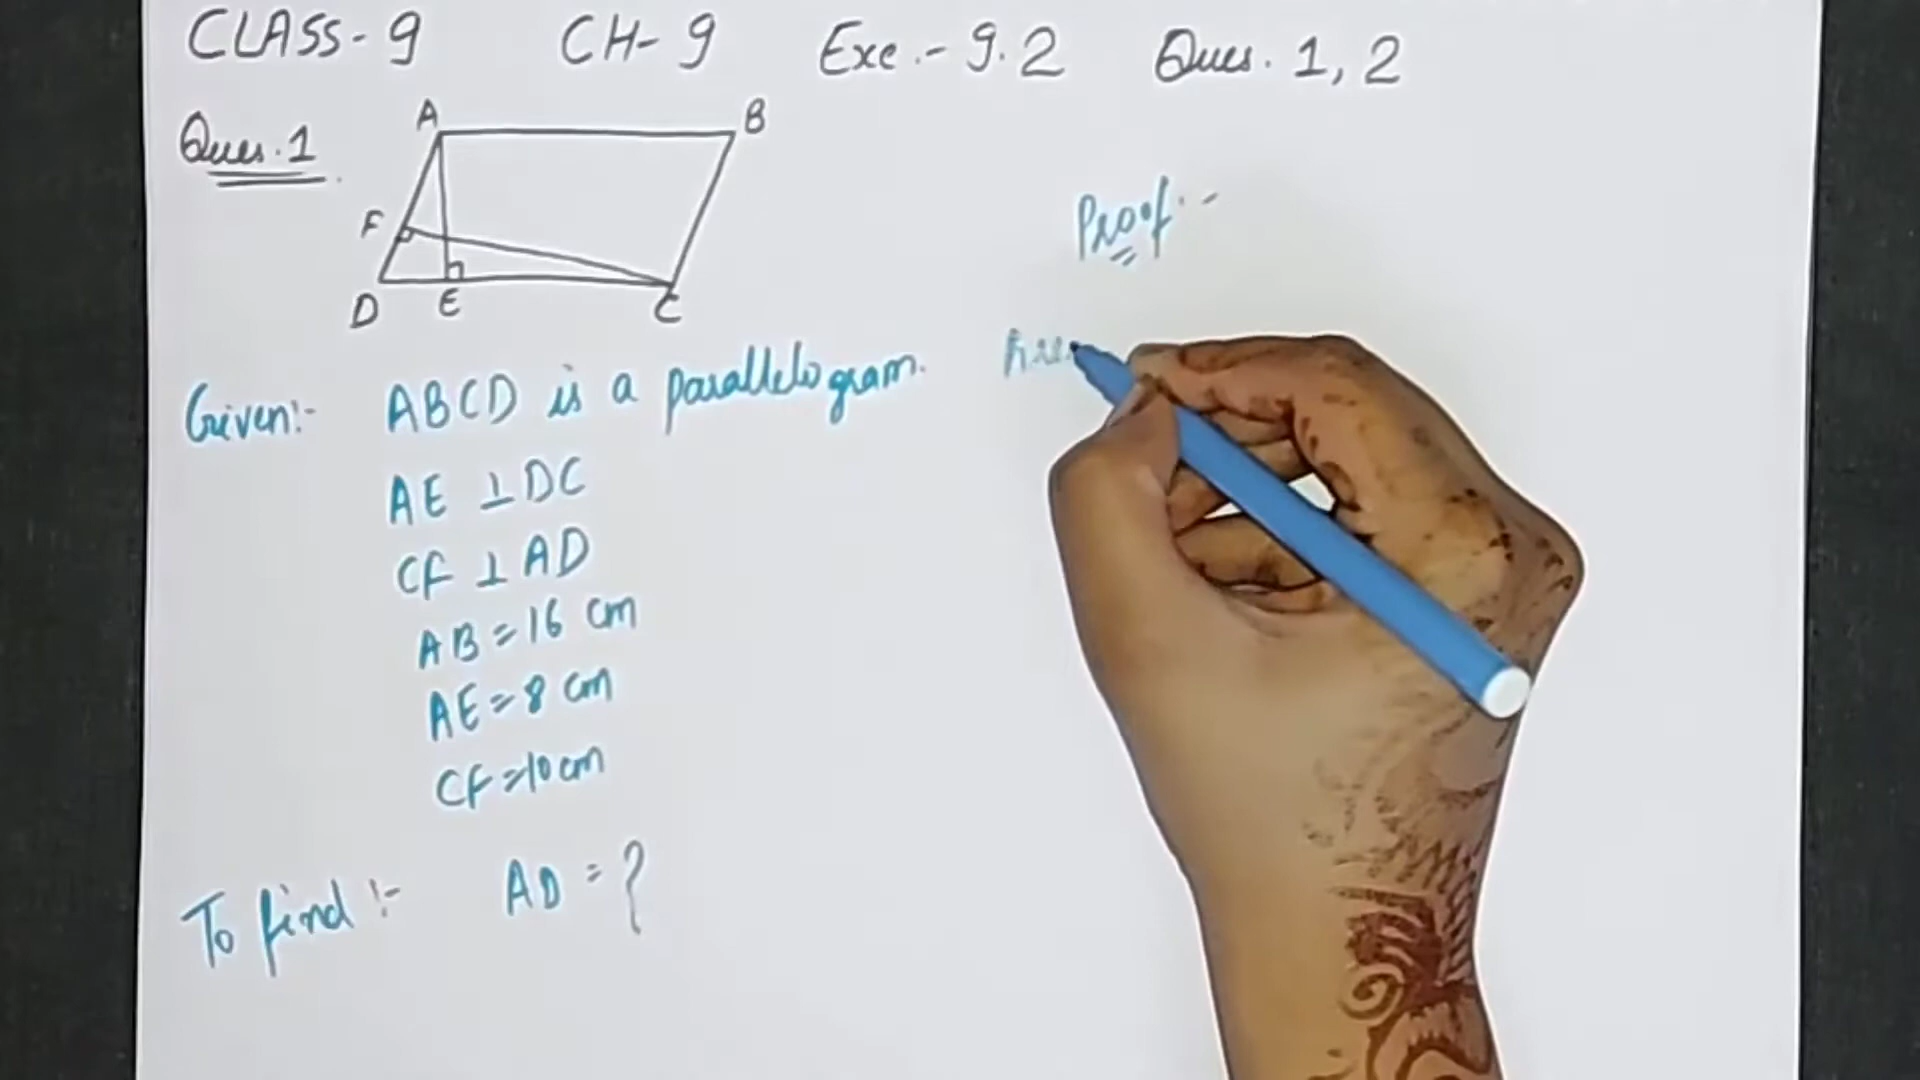 CLASS-9 CH-9 Exe.-9.2 Ques. 1, 2
Ques. 1
A B
F
D E C
Proof:-
Given:- ABCD is a parallelogram.
AE ⊥ DC
CF ⊥ AD
AB = 16 cm
AE = 8 cm
CF = 10 cm
To find:- AD = ?